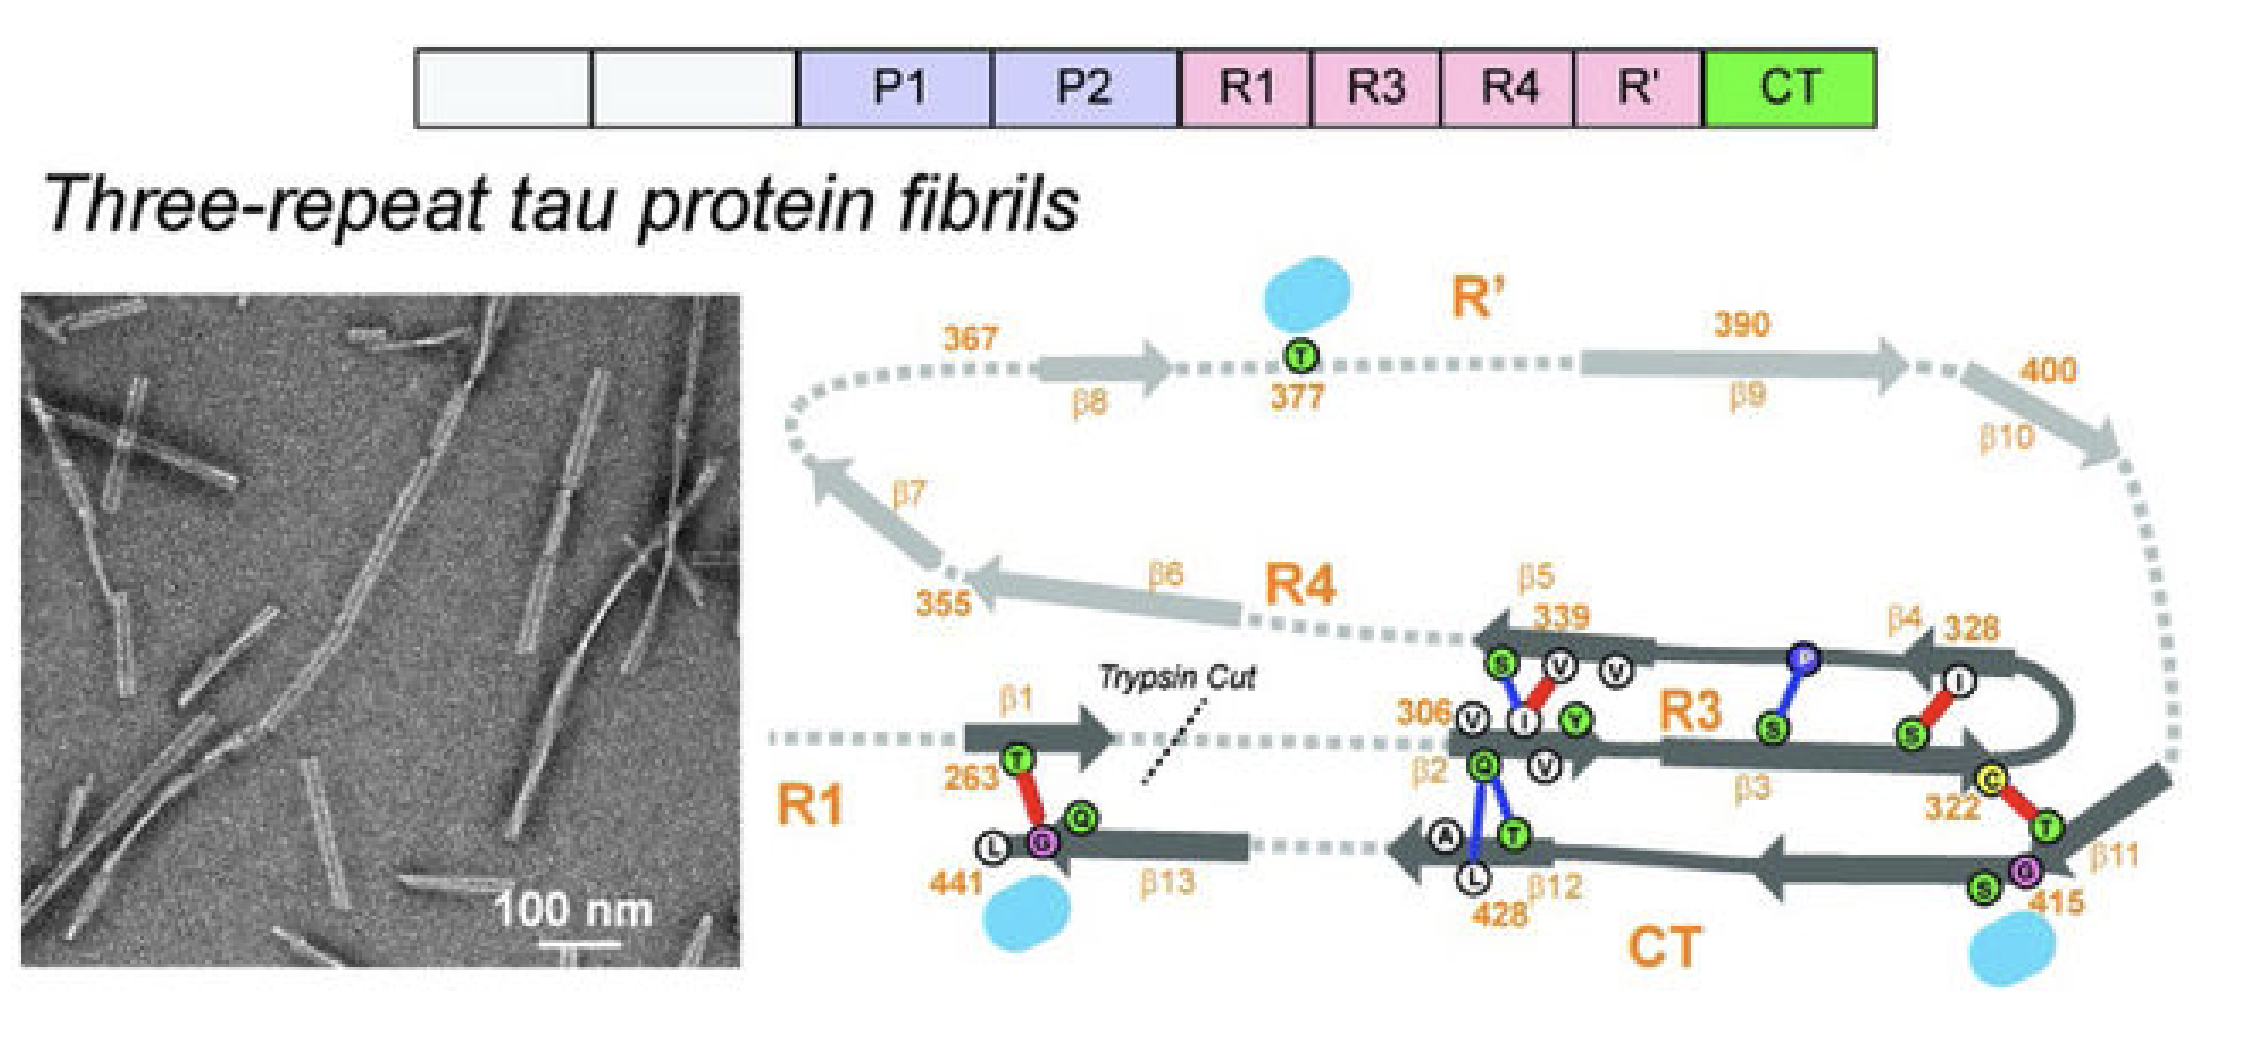 P1 P2 R1 R3 R4 R' CT
Three-repeat tau protein fibrils
R’
367
390
T
400
β8
377
β9
β10
β7
β5
β6
R4
355
339
β4
328
S
V
V
P
I
Trypsin Cut
β1
306
V
I
Y
R3
S
S
T
263
β2
Q
V
β3
C
322
R1
Q
A
T
T
L
G
β11
441
β13
L
β12
S
G
428
415
100 nm
CT